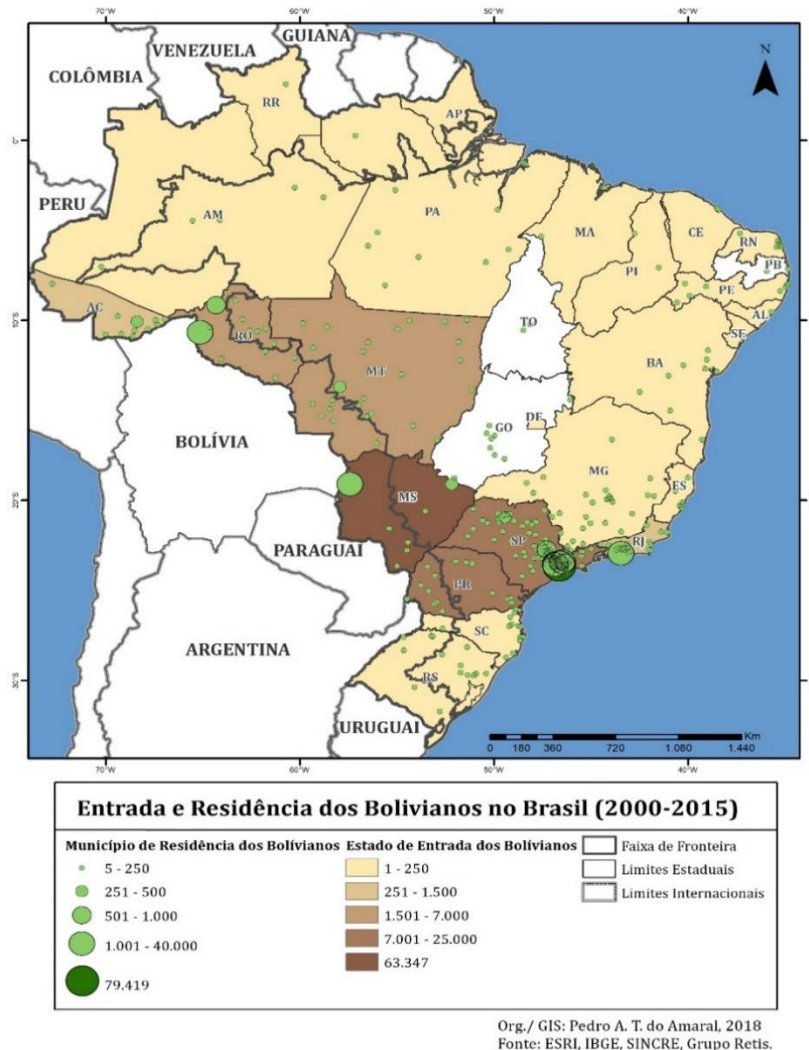 GUIANA
VENEZUELA
COLÔMBIA
N
RR
AP
0°
0°
PERU
AM
PA
MA
CE
RN
PB
PI
PE
AC
AL
TO
SE
10°S
10°S
RO
BA
MT
BOLÍVIA
GO
DF
MG
ES
20°S
20°S
MS
SP
RJ
PARAGUAI
PR
SC
ARGENTINA
30°S
30°S
RS
URUGUAI
Km
0 180 360 720 1.080 1.440
70°W 60°W 50°W 40°W
70°W 60°W 50°W 40°W
Entrada e Residência dos Bolivianos no Brasil (2000-2015)
Município de Residência dos Bolívianos
5 - 250
251 - 500
501 - 1.000
1.001 - 40.000
79.419
Estado de Entrada dos Bolívianos
1 - 250
251 - 1.500
1.501 - 7.000
7.001 - 25.000
63.347
Faixa de Fronteira
Limites Estaduais
Limites Internacionais
Org./ GIS: Pedro A. T. do Amaral, 2018
Fonte: ESRI, IBGE, SINCRE, Grupo Retis.